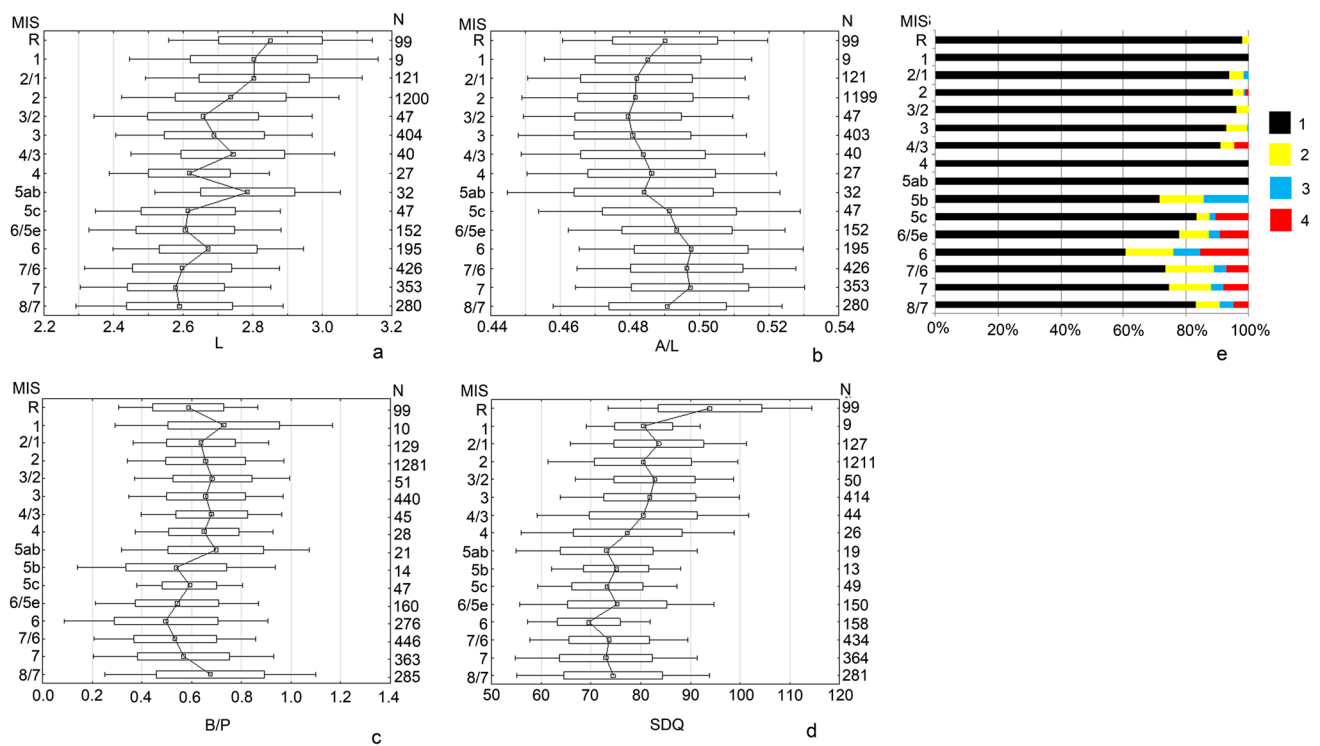 MIS N
R 99
1 9
2/1 121
2 1200
3/2 47
3 404
4/3 40
4 27
5ab 32
5c 47
6/5e 152
6 195
7/6 426
7 353
8/7 280
2.2 2.4 2.6 2.8 3.0 3.2
L
a
MIS N
R 99
1 9
2/1 121
2 1199
3/2 47
3 403
4/3 40
4 27
5ab 32
5c 47
6/5e 152
6 195
7/6 426
7 353
8/7 280
0.44 0.46 0.48 0.50 0.52 0.54
A/L
b
MIS
R
1
2/1
2
3/2
3
4/3
4
5ab
5b
5c
6/5e
6
7/6
7
8/7
0% 20% 40% 60% 80% 100%
e
1
2
3
4
MIS N
R 99
1 10
2/1 129
2 1281
3/2 51
3 440
4/3 45
4 28
5ab 21
5b 14
5c 47
6/5e 160
6 276
7/6 446
7 363
8/7 285
0.0 0.2 0.4 0.6 0.8 1.0 1.2 1.4
B/P
c
MIS N
R 99
1 9
2/1 127
2 1211
3/2 50
3 414
4/3 44
4 26
5ab 19
5b 13
5c 49
6/5e 150
6 158
7/6 434
7 364
8/7 281
50 60 70 80 90 100 110 120
SDQ
d